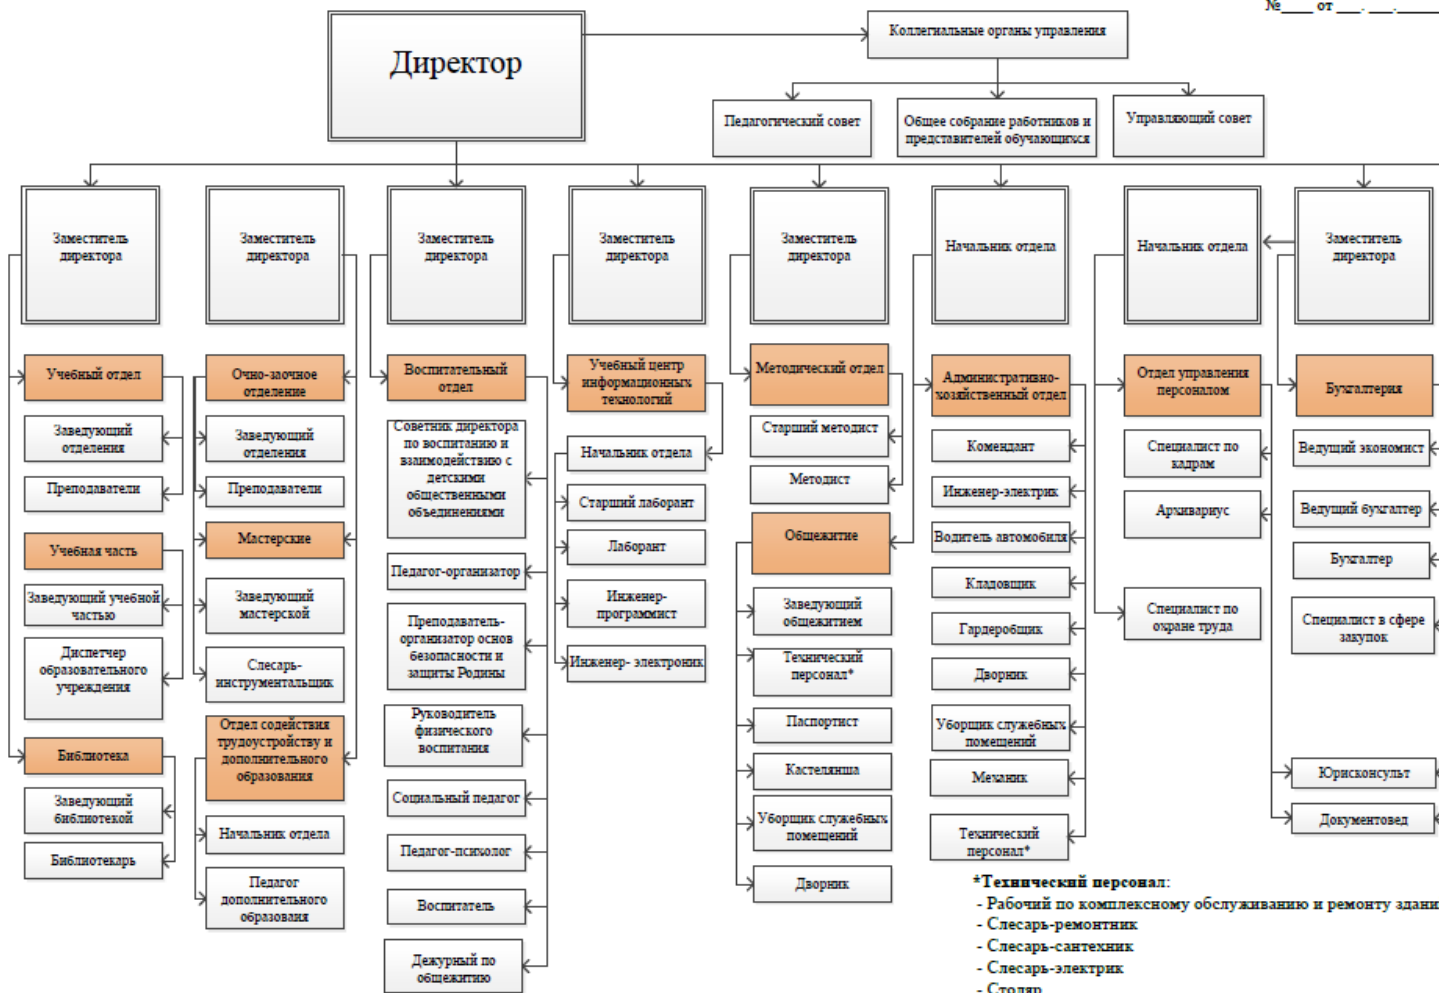 №____ от ___. ___.______
Директор
Коллегиальные органы управления
Педагогический совет
Общее собрание работников и
представителей обучающихся
Управляющий совет
Заместитель
директора
Заместитель
директора
Заместитель
директора
Заместитель
директора
Заместитель
директора
Начальник отдела
Начальник отдела
Заместитель
директора
Учебный отдел
Заведующий
отделения
Преподаватели
Учебная часть
Заведующий учебной
частью
Диспетчер
образовательного
учреждения
Библиотека
Заведующий
библиотекой
Библиотекарь
Очно-заочное
отделение
Заведующий
отделения
Преподаватели
Мастерские
Заведующий
мастерской
Слесарь-
инструментальщик
Отдел содействия
трудоустройству и
дополнительного
образования
Начальник отдела
Педагог
дополнительного
образоваия
Воспитательный
отдел
Советник директора
по воспитанию и
взаимодействию с
детскими
общественными
объединениями
Педагог-организатор
Преподаватель-
организатор основ
безопасности и
защиты Родины
Руководитель
физического
воспитания
Социальный педагог
Педагог-психолог
Воспитатель
Дежурный по
общежитию
Учебный центр
информационных
технологий
Начальник отдела
Старший лаборант
Лаборант
Инженер-
программист
Инженер- электроник
Методический отдел
Старший методист
Методист
Общежитие
Заведующий
общежитием
Технический
персонал*
Паспортист
Кастелянша
Уборщик служебных
помещений
Дворник
Административно-
хозяйственный отдел
Комендант
Инженер-электрик
Водитель автомобиля
Кладовщик
Гардеробщик
Дворник
Уборщик служебных
помещений
Механик
Технический
персонал*
Отдел управления
персоналом
Специалист по
кадрам
Архивариус
Специалист по
охране труда
Бухгалтерия
Ведущий экономист
Ведущий бухгалтер
Бухгалтер
Специалист в сфере
закупок
Юрисконсульт
Документовед
*Технический персонал:
- Рабочий по комплексному обслуживанию и ремонту здани
- Слесарь-ремонтник
- Слесарь-сантехник
- Слесарь-электрик
- Столяр